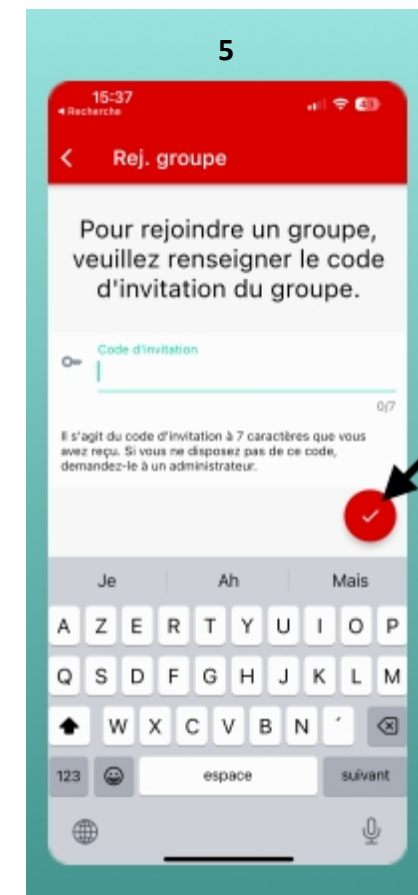 5
15:37
◀ Recherche
43
Rej. groupe
Pour rejoindre un groupe,
veuillez renseigner le code
d'invitation du groupe.
Code d'invitation
0/7
Il s'agit du code d'invitation à 7 caractères que vous
avez reçu. Si vous ne disposez pas de ce code,
demandez-le à un administrateur.
Je Ah Mais
A Z E R T Y U I O P
Q S D F G H J K L M
W X C V B N ´
123 espace suivant